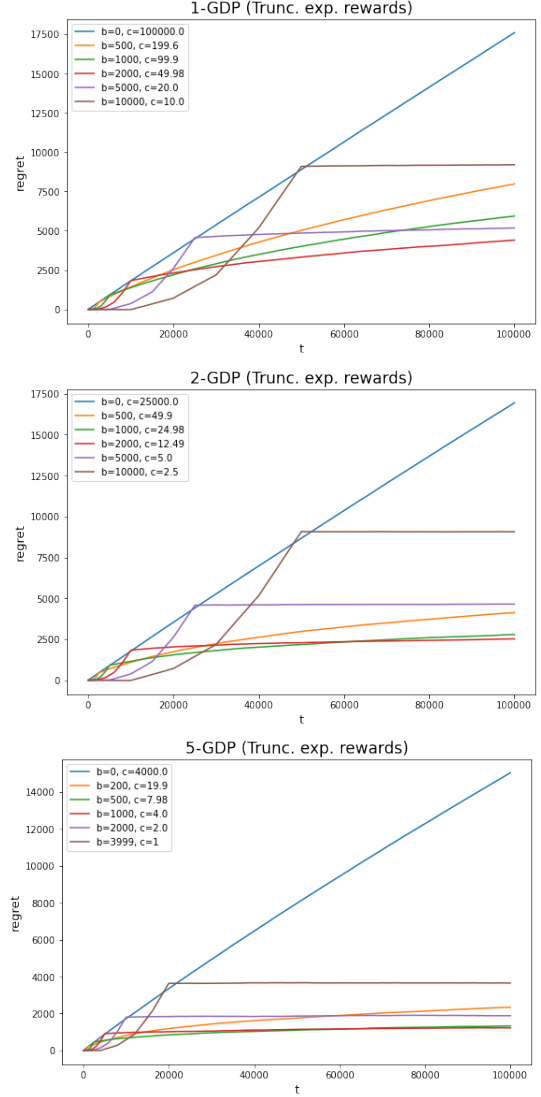 1-GDP (Trunc. exp. rewards)
b=0, c=100000.0
b=500, c=199.6
b=1000, c=99.9
b=2000, c=49.98
b=5000, c=20.0
b=10000, c=10.0
17500
15000
12500
10000
7500
5000
2500
0
regret
0 20000 40000 60000 80000 100000
t
2-GDP (Trunc. exp. rewards)
b=0, c=25000.0
b=500, c=49.9
b=1000, c=24.98
b=2000, c=12.49
b=5000, c=5.0
b=10000, c=2.5
17500
15000
12500
10000
7500
5000
2500
0
regret
0 20000 40000 60000 80000 100000
t
5-GDP (Trunc. exp. rewards)
b=0, c=4000.0
b=200, c=19.9
b=500, c=7.98
b=1000, c=4.0
b=2000, c=2.0
b=3999, c=1
14000
12000
10000
8000
6000
4000
2000
0
regret
0 20000 40000 60000 80000 100000
t